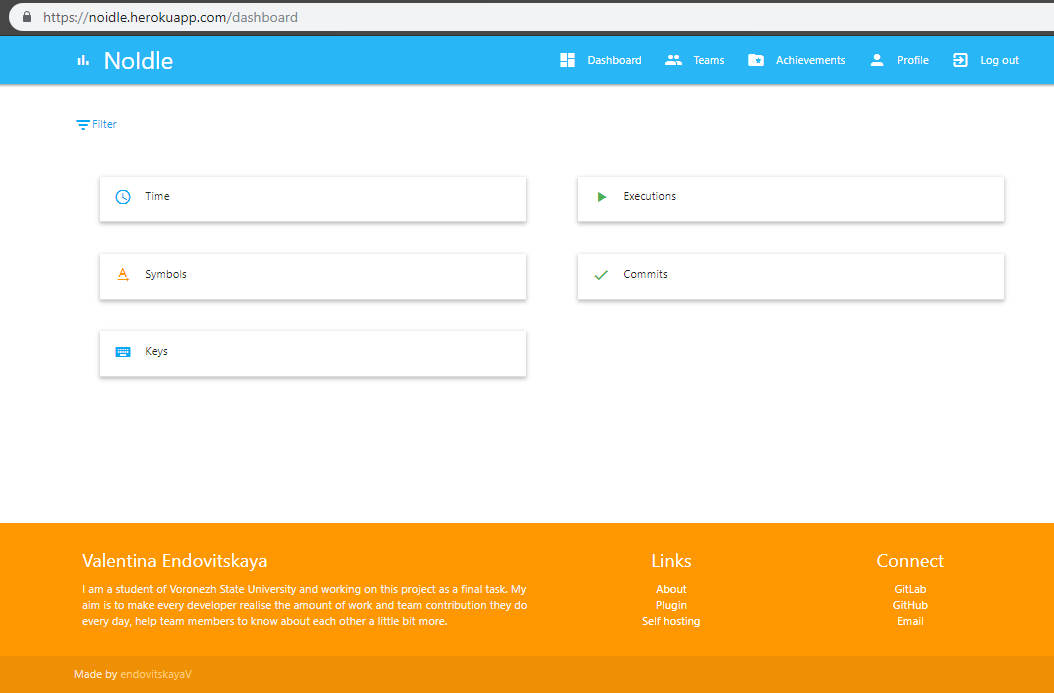 https://noidle.herokuapp.com/dashboard
NoIdle
Dashboard
Teams
Achievements
Profile
Log out
Filter
Time
Executions
Symbols
Commits
Keys
Valentina Endovitskaya
I am a student of Voronezh State University and working on this project as a final task. My
aim is to make every developer realise the amount of work and team contribution they do
every day, help team members to know about each other a little bit more.
Links
About
Plugin
Self hosting
Connect
GitLab
GitHub
Email
Made by endovitskayaV